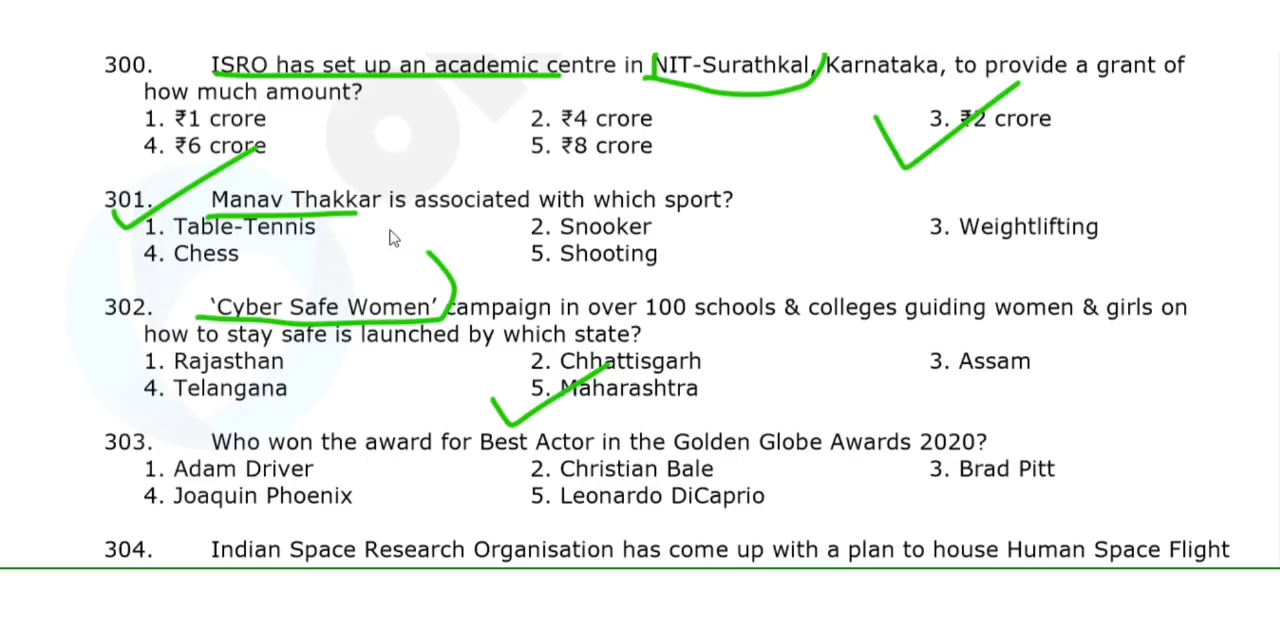 300. ISRO has set up an academic centre in NIT-Surathkal, Karnataka, to provide a grant of
how much amount?
1. ₹1 crore 2. ₹4 crore 3. ₹2 crore
4. ₹6 crore 5. ₹8 crore
301. Manav Thakkar is associated with which sport?
1. Table-Tennis 2. Snooker 3. Weightlifting
4. Chess 5. Shooting
302. ‘Cyber Safe Women’ campaign in over 100 schools & colleges guiding women & girls on
how to stay safe is launched by which state?
1. Rajasthan 2. Chhattisgarh 3. Assam
4. Telangana 5. Maharashtra
303. Who won the award for Best Actor in the Golden Globe Awards 2020?
1. Adam Driver 2. Christian Bale 3. Brad Pitt
4. Joaquin Phoenix 5. Leonardo DiCaprio
304. Indian Space Research Organisation has come up with a plan to house Human Space Flight